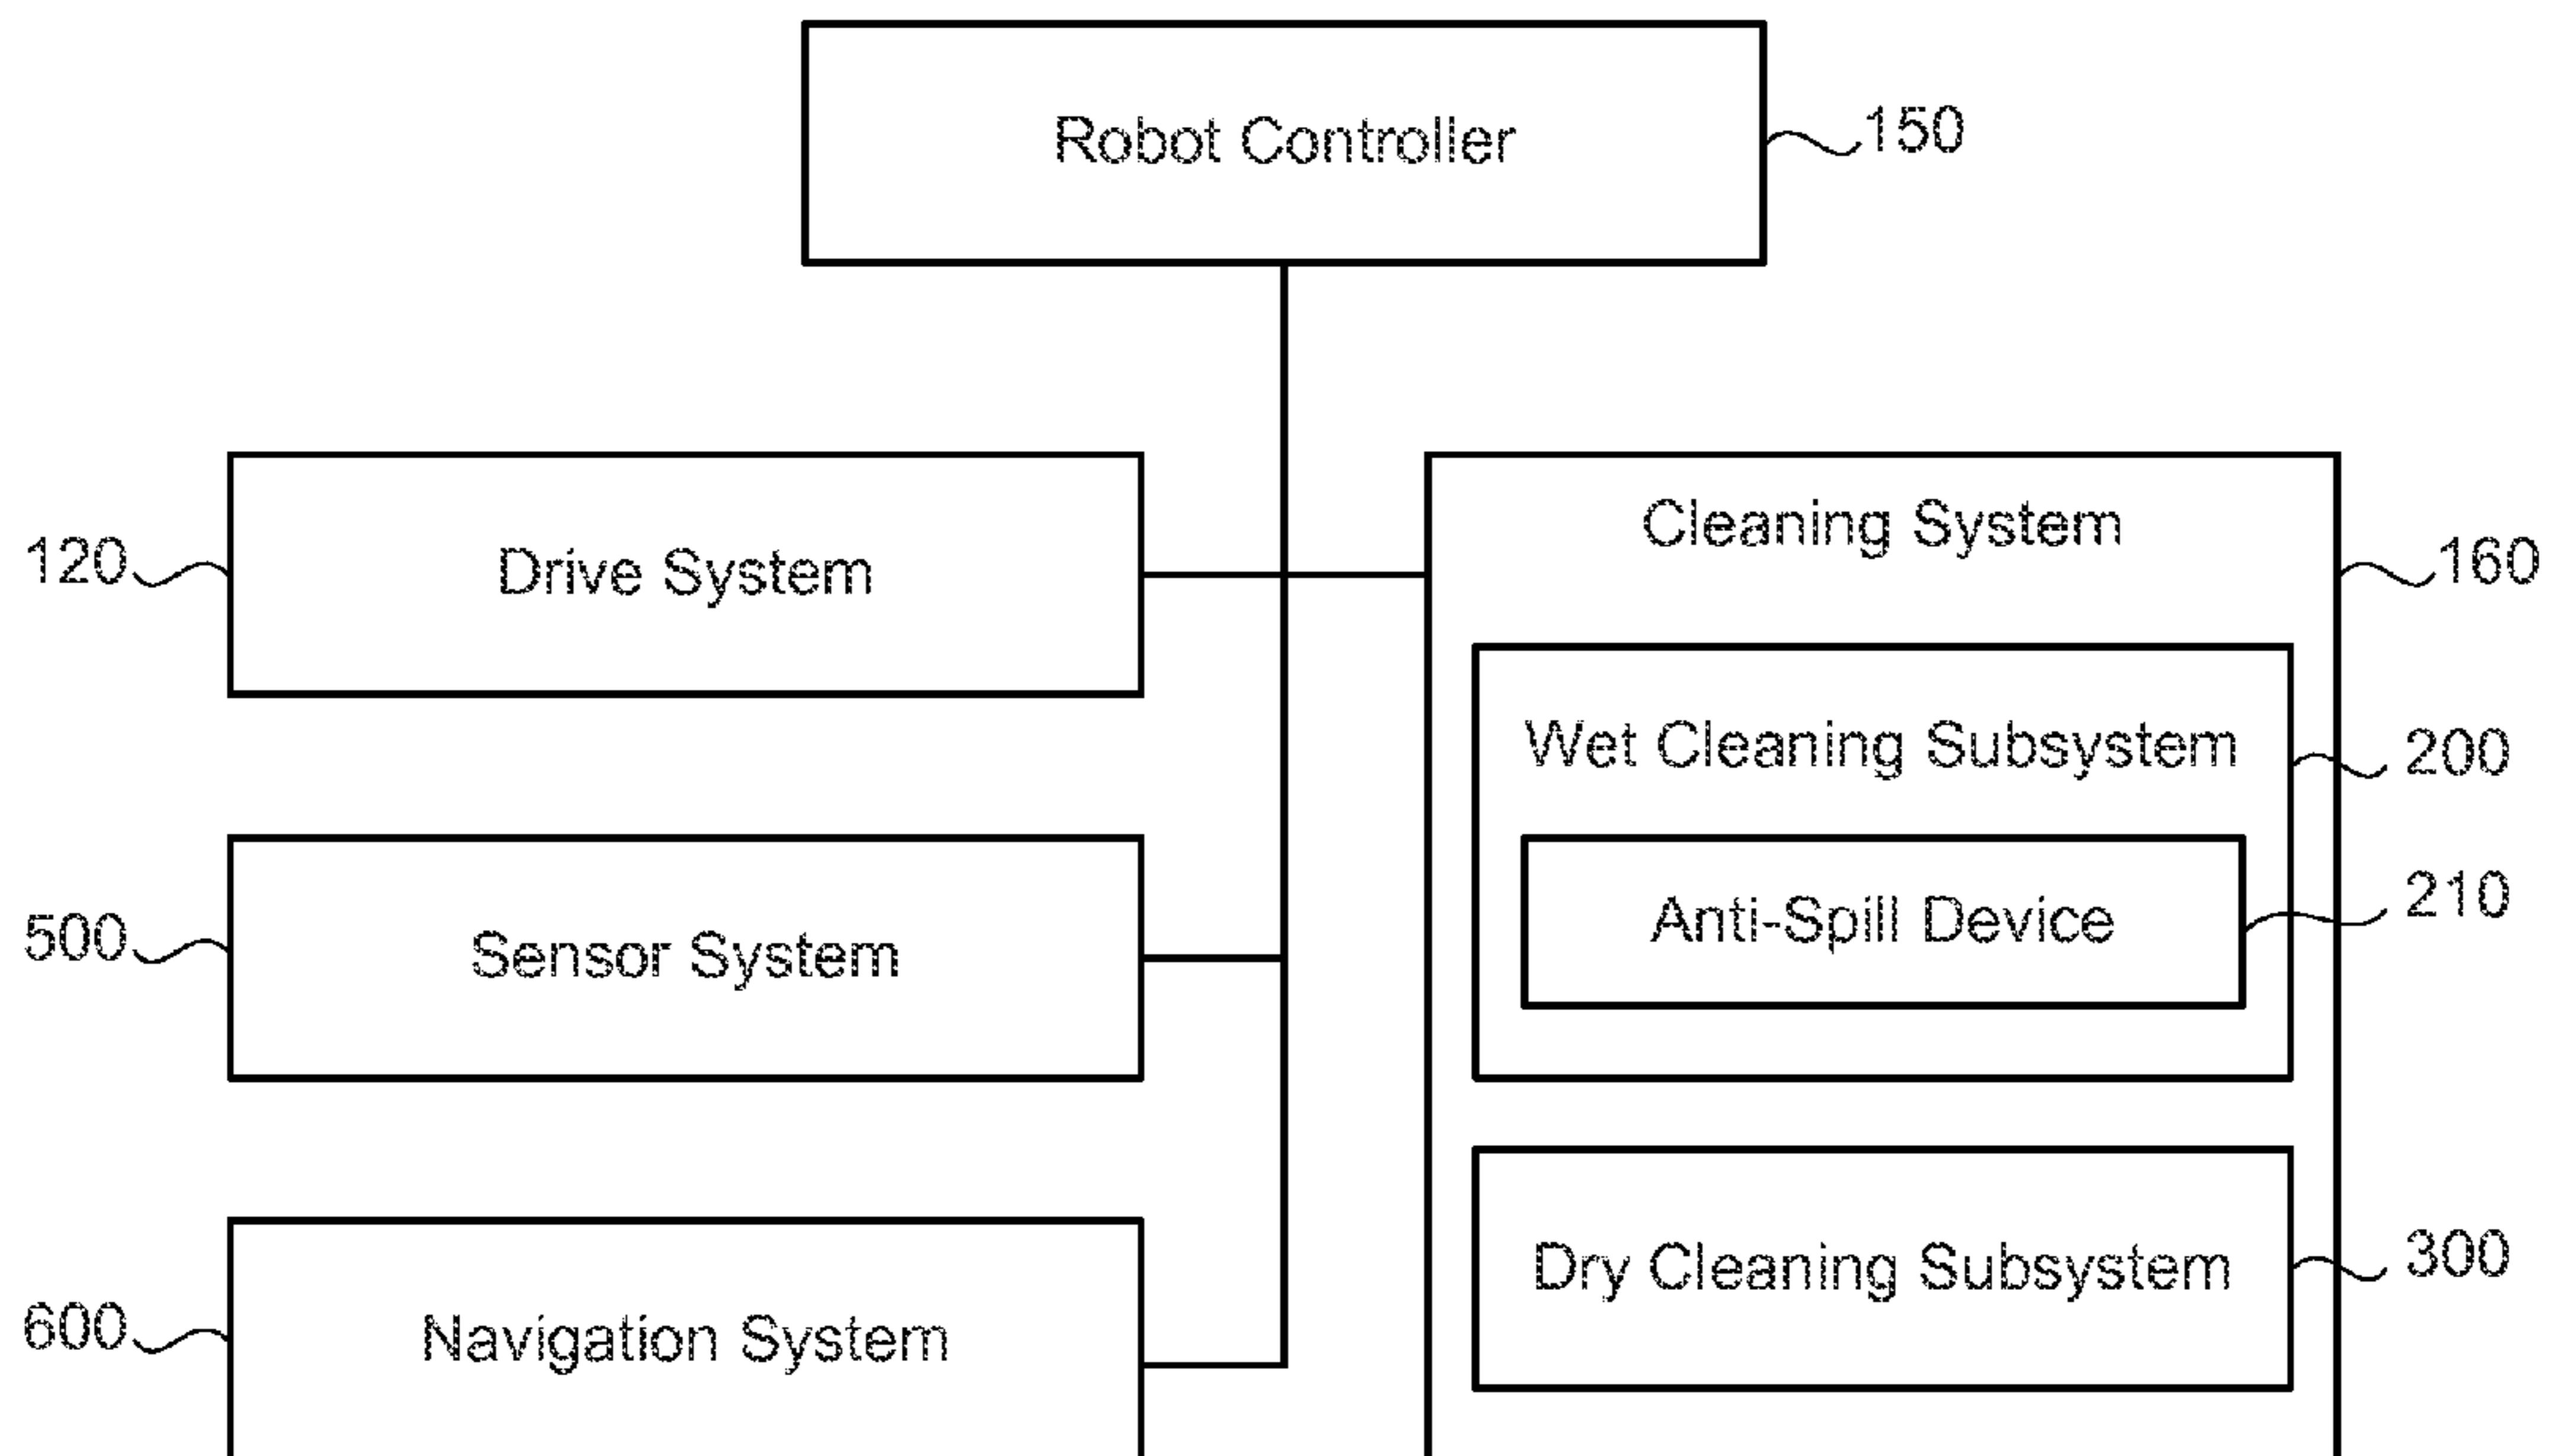 Robot Controller
150
120
Drive System
Cleaning System
160
Wet Cleaning Subsystem
200
500
Sensor System
Anti-Spill Device
210
600
Navigation System
Dry Cleaning Subsystem
300